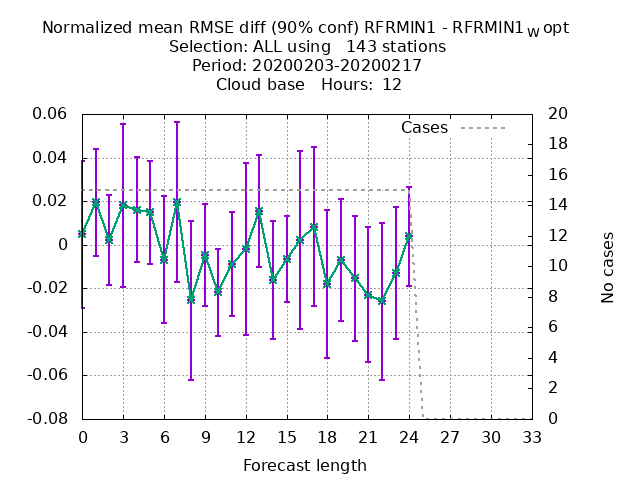 Normalized mean RMSE diff (90% conf) RFRMIN1 - RFRMIN1W opt
Selection: ALL using   143 stations
Period: 20200203-20200217
Cloud base   Hours:  12
Cases
0.06
0.04
0.02
0
-0.02
-0.04
-0.06
-0.08
20
18
16
14
12
10
8
6
4
2
0
No cases
0 3 6 9 12 15 18 21 24 27 30 33
Forecast length